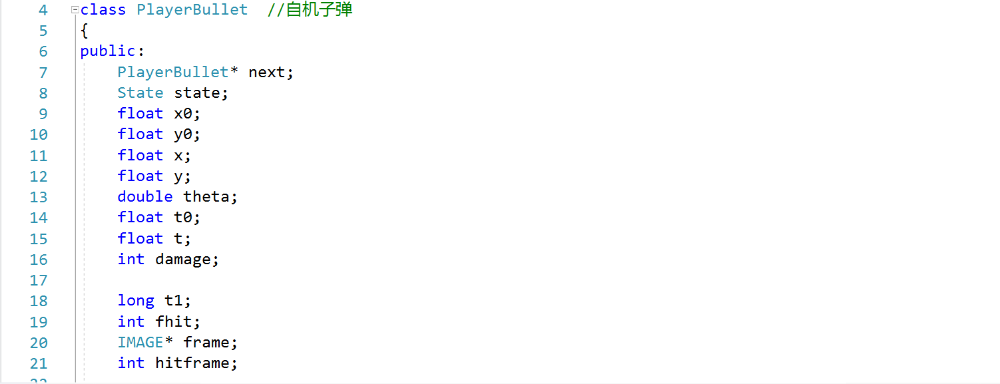 4 class PlayerBullet //自机子弹
5 {
6 public:
7 PlayerBullet* next;
8 State state;
9 float x0;
10 float y0;
11 float x;
12 float y;
13 double theta;
14 float t0;
15 float t;
16 int damage;
17
18 long t1;
19 int fhit;
20 IMAGE* frame;
21 int hitframe;